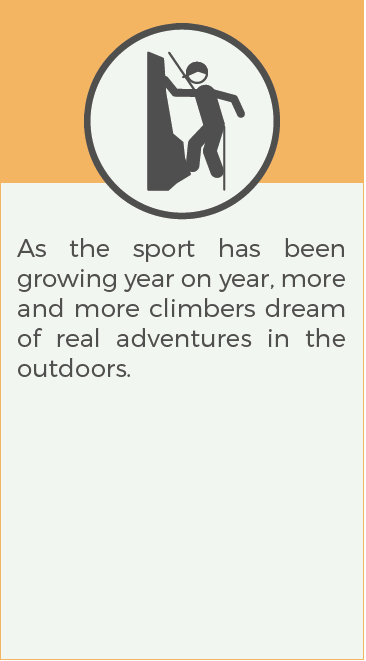 As the sport has been
growing year on year, more
and more climbers dream
of real adventures in the
outdoors.